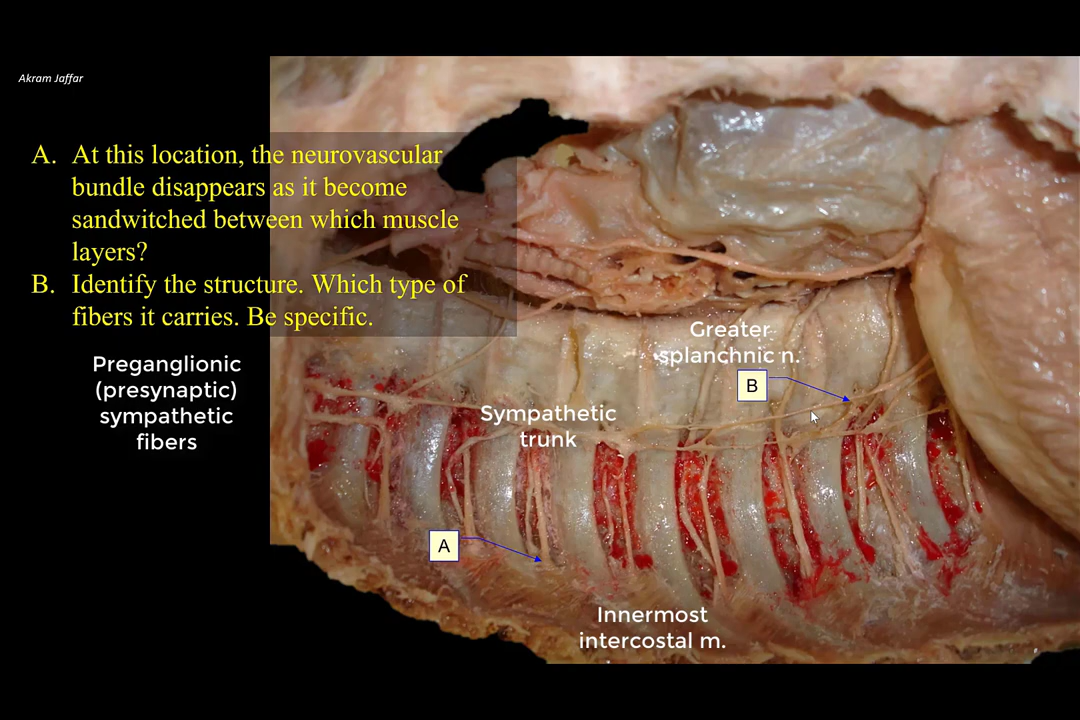 Akram Jaffar
A. At this location, the neurovascular
bundle disappears as it become
sandwitched between which muscle
layers?
B. Identify the structure. Which type of
fibers it carries. Be specific.
Preganglionic
(presynaptic)
sympathetic
fibers
Greater
splanchnic n.
B
Sympathetic
trunk
A
Innermost
intercostal m.